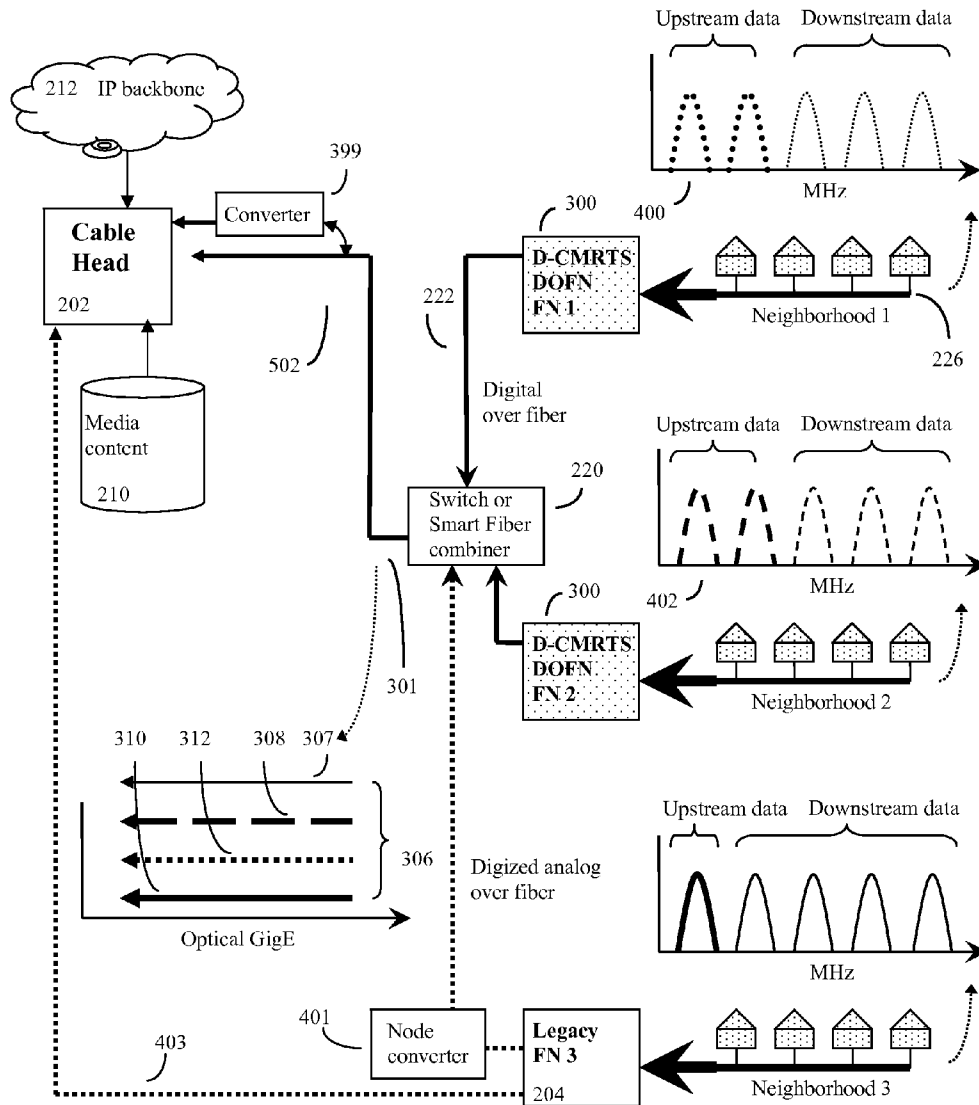 Upstream data
Downstream data
212 IP backbone
399
Converter
MHz
400
300
Cable
Head
202
D-CMRTS
DOFN
FN 1
222
Neighborhood 1
226
502
Digital
over fiber
Media
content
210
Upstream data
Downstream data
220
Switch or
Smart Fiber
combiner
MHz
402
300
D-CMRTS
DOFN
FN 2
301
Neighborhood 2
310
312
308
307
306
Optical GigE
Digized analog
over fiber
Upstream data
Downstream data
MHz
401
Node
converter
Legacy
FN 3
204
403
Neighborhood 3